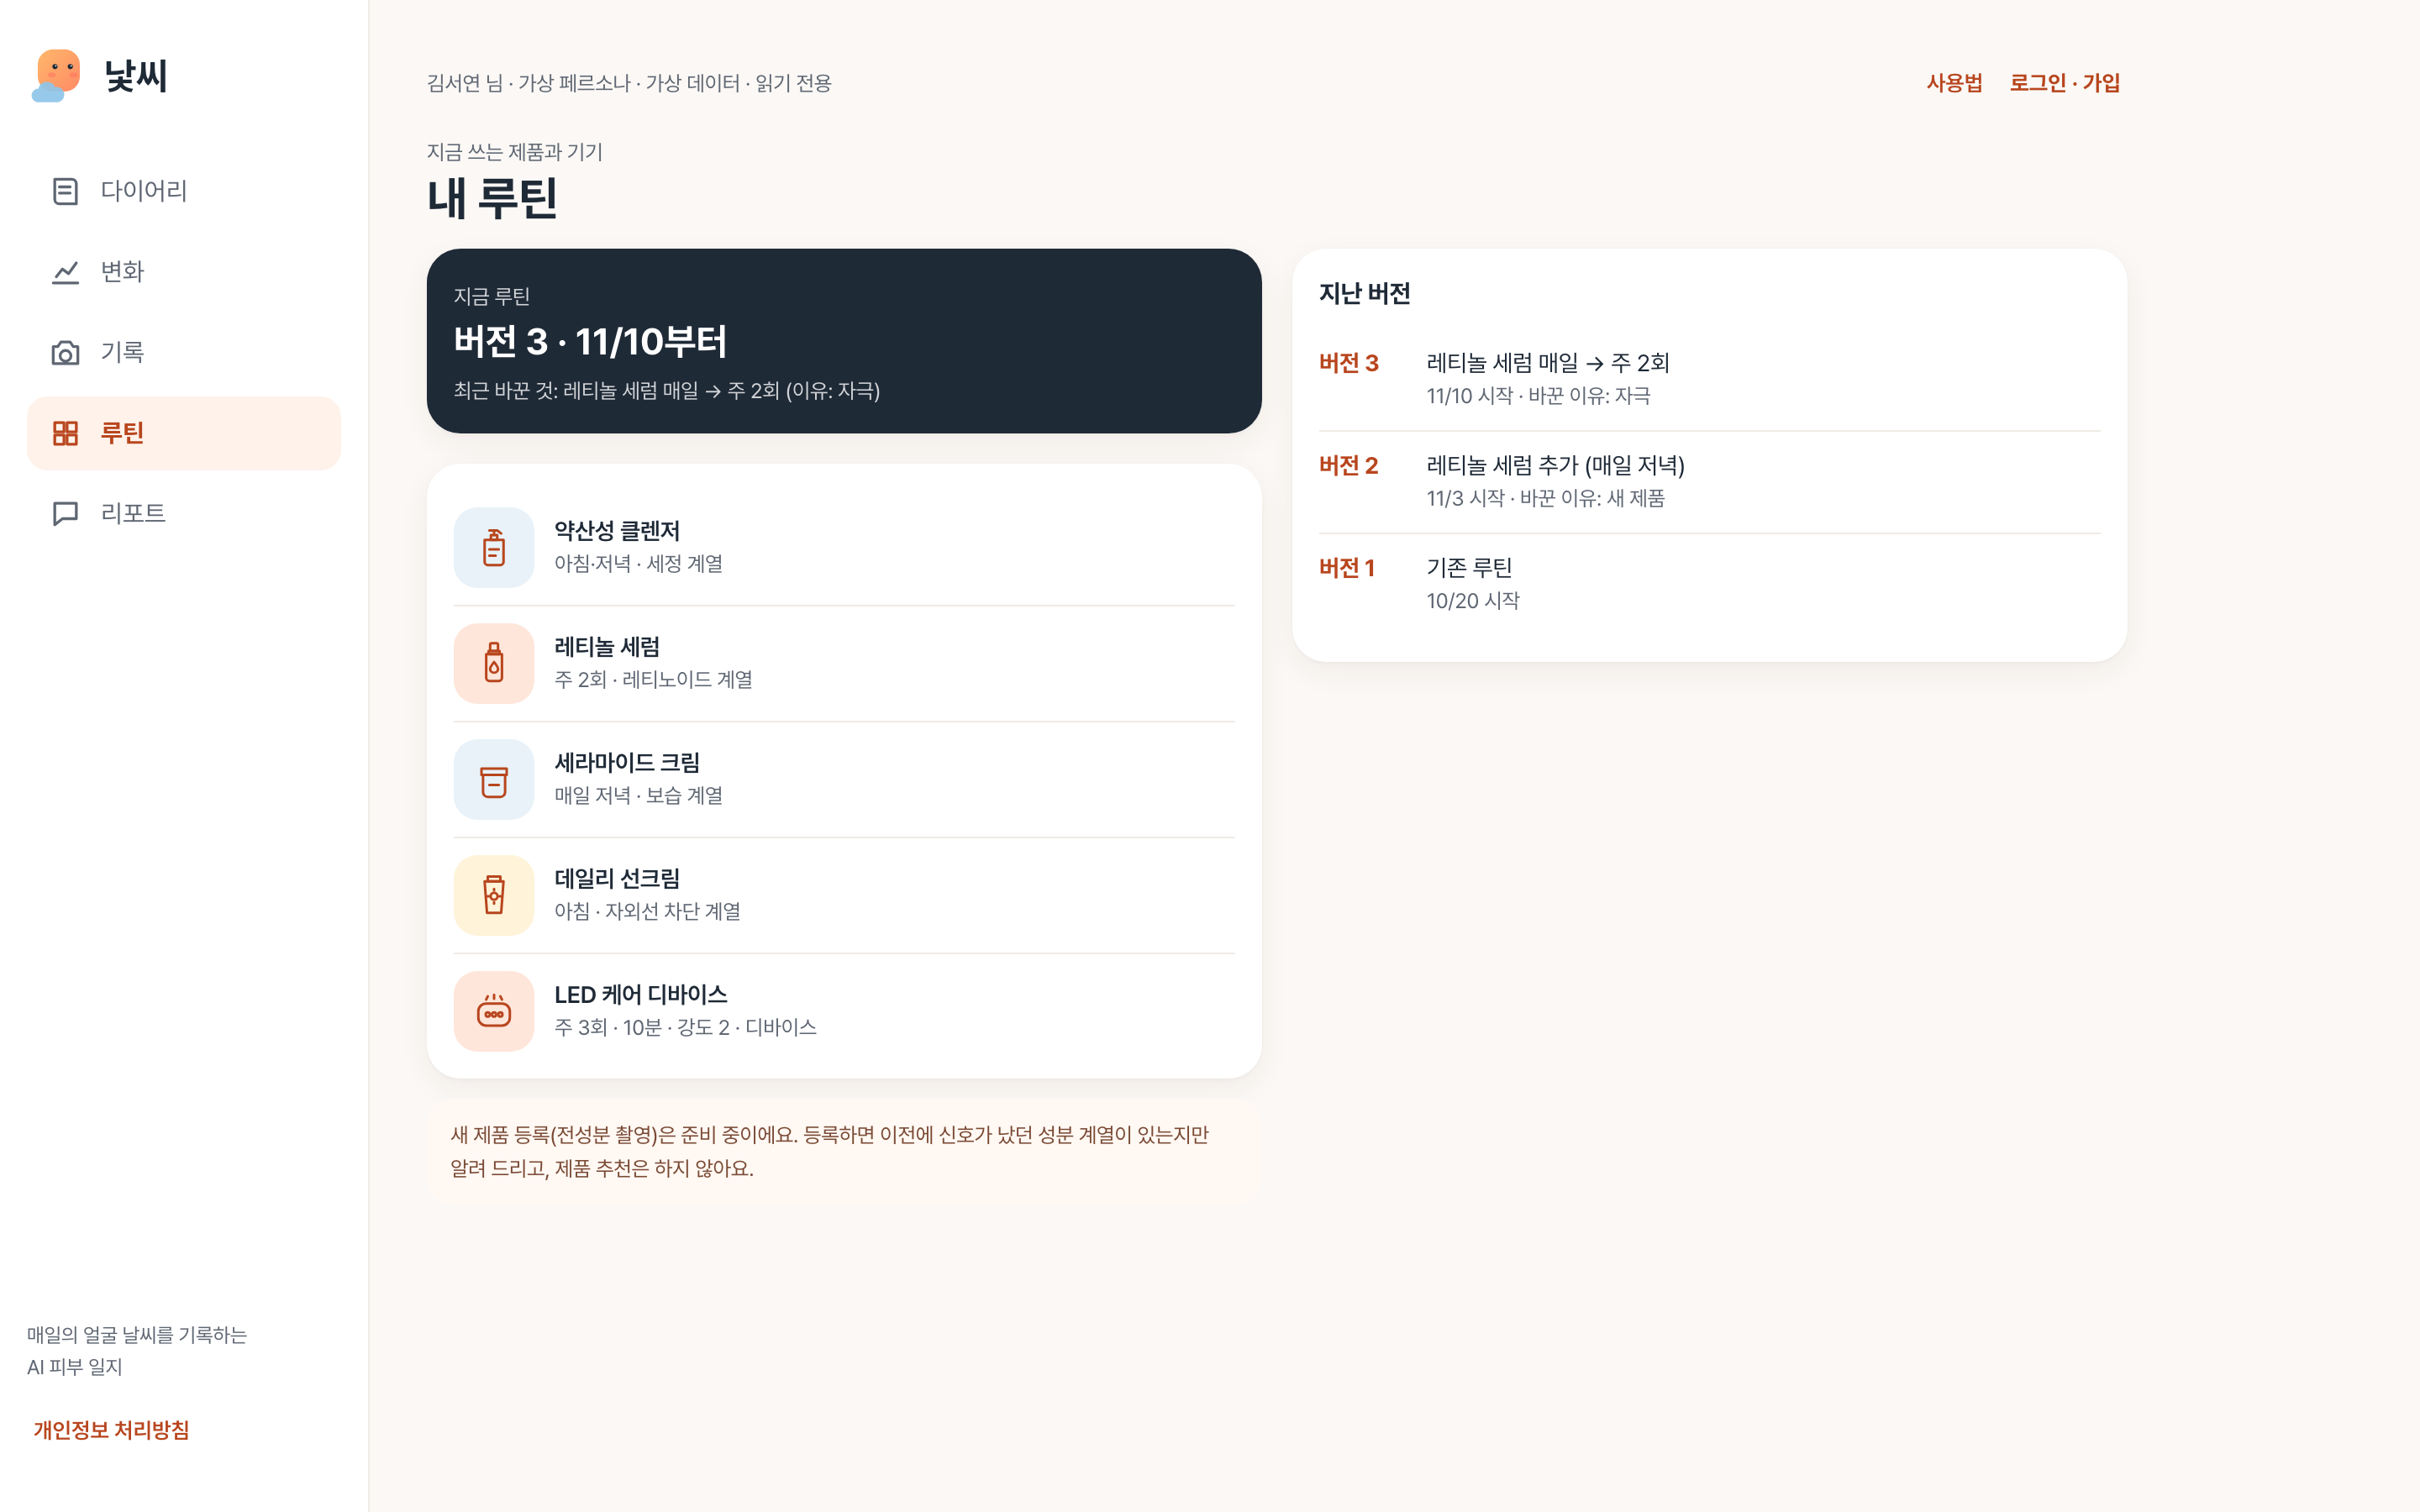 낯씨
다이어리
변화
기록
루틴
리포트
매일의 얼굴 날씨를 기록하는
AI 피부 일지
개인정보 처리방침
김서연 님 · 가상 페르소나 · 가상 데이터 · 읽기 전용
사용법
로그인 · 가입
지금 쓰는 제품과 기기
내 루틴
지금 루틴
버전 3 · 11/10부터
최근 바꾼 것: 레티놀 세럼 매일 → 주 2회 (이유: 자극)
약산성 클렌저
아침·저녁 · 세정 계열
레티놀 세럼
주 2회 · 레티노이드 계열
세라마이드 크림
매일 저녁 · 보습 계열
데일리 선크림
아침 · 자외선 차단 계열
LED 케어 디바이스
주 3회 · 10분 · 강도 2 · 디바이스
새 제품 등록(전성분 촬영)은 준비 중이에요. 등록하면 이전에 신호가 났던 성분 계열이 있는지만
알려 드리고, 제품 추천은 하지 않아요.
지난 버전
버전 3
레티놀 세럼 매일 → 주 2회
11/10 시작 · 바꾼 이유: 자극
버전 2
레티놀 세럼 추가 (매일 저녁)
11/3 시작 · 바꾼 이유: 새 제품
버전 1
기존 루틴
10/20 시작